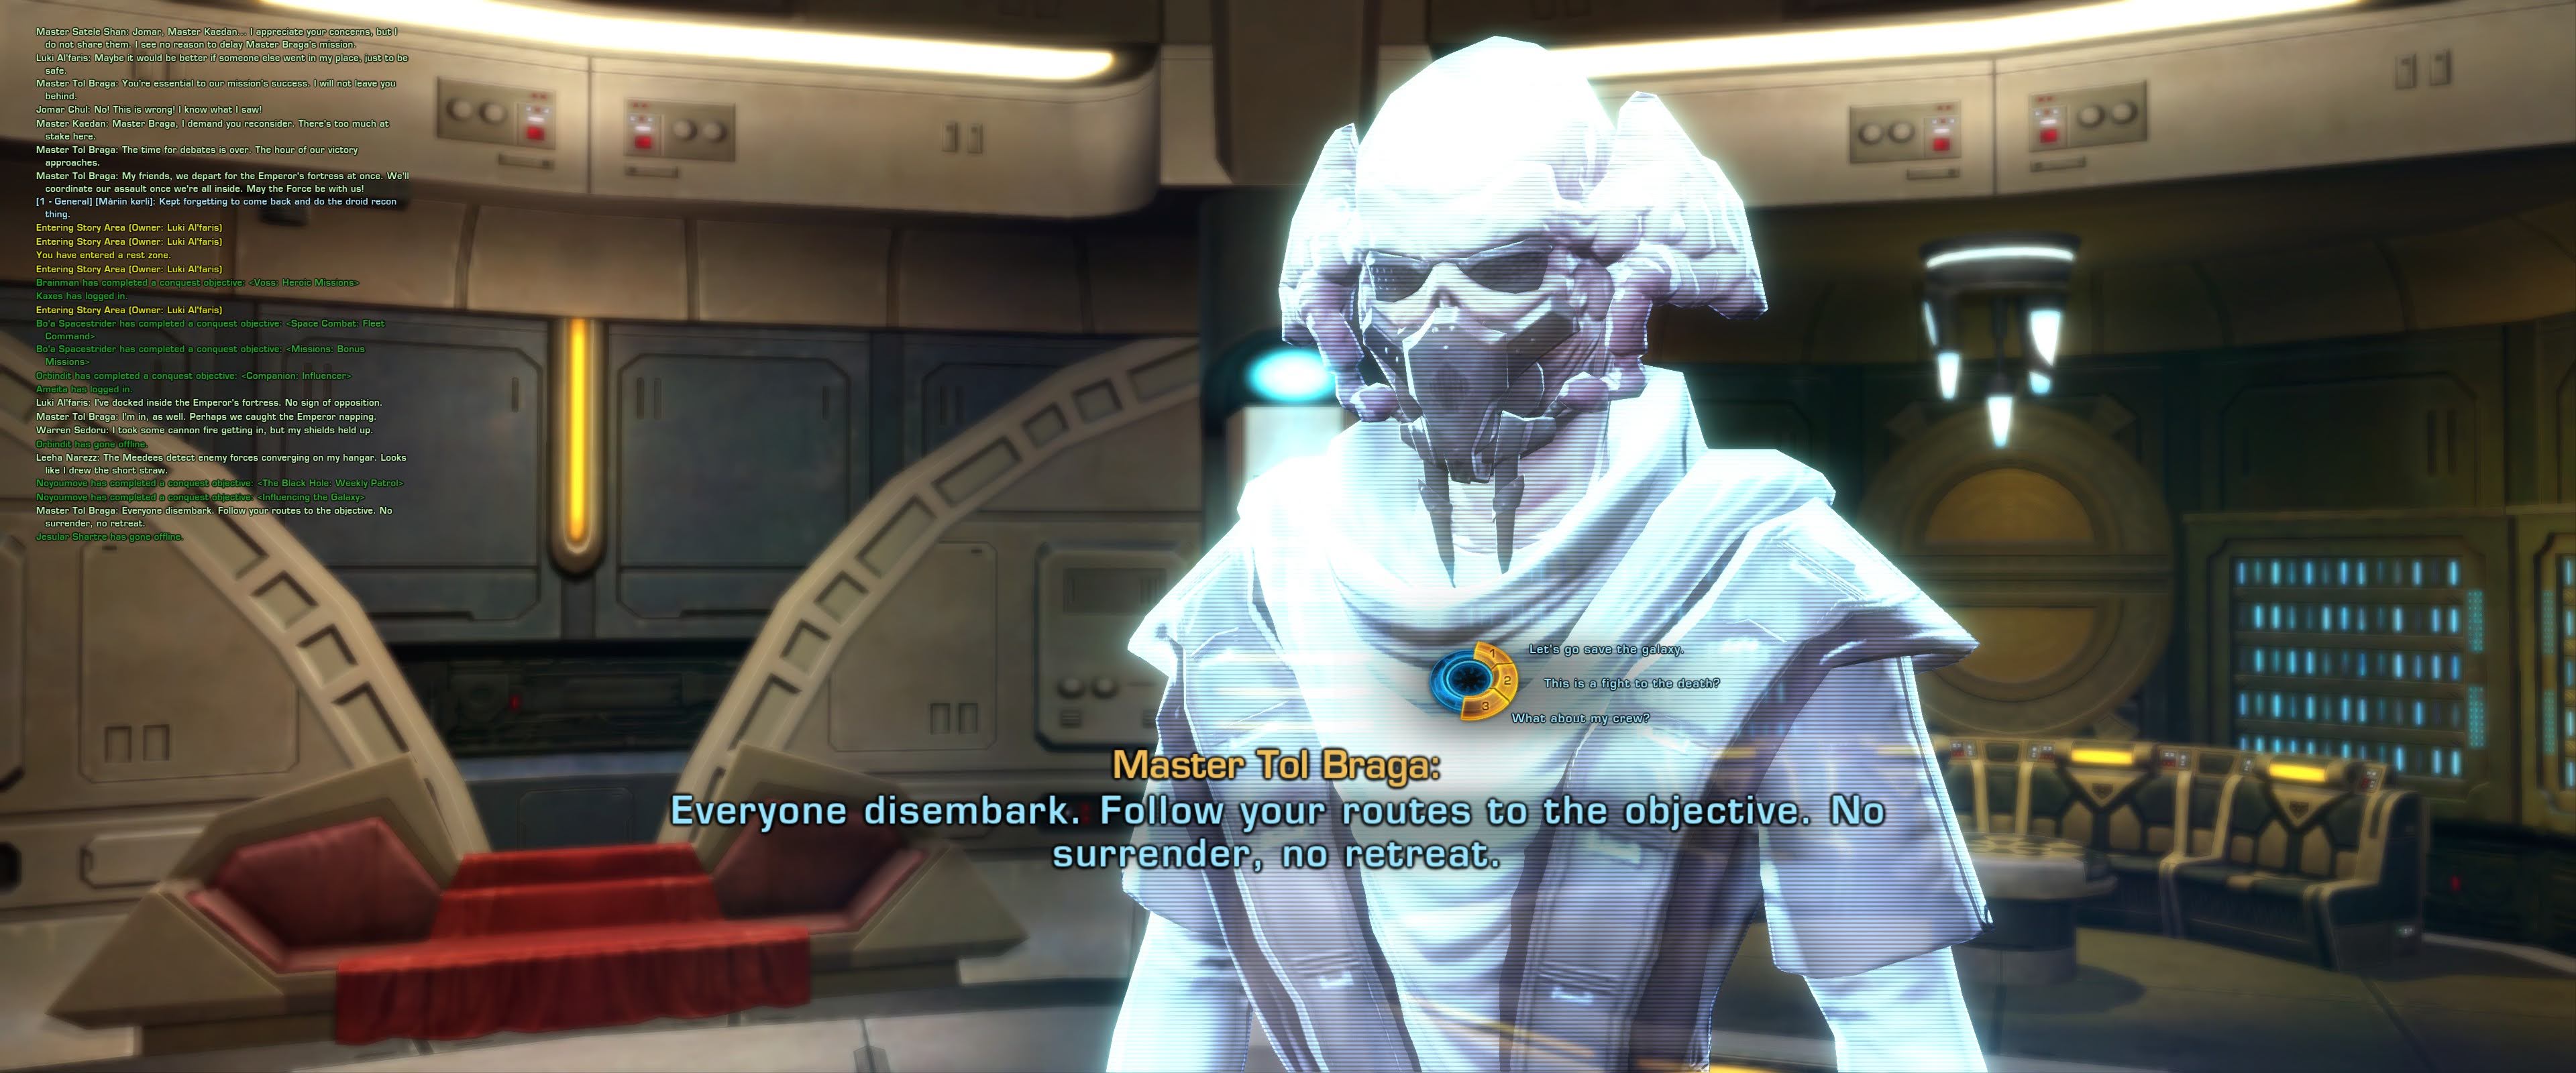 Master Satele Shan: Jomar, Master Kaedan... I appreciate your concerns, but I
do not share them. I see no reason to delay Master Braga's mission.
Luki Al'faris: Maybe it would be better if someone else went in my place, just to be
safe.
Master Tol Braga: You're essential to our mission's success. I will not leave you
behind.
Jomar Chul: No! This is wrong! I know what I saw!
Master Kaedan: Master Braga, I demand you reconsider. There's too much at
stake here.
Master Tol Braga: The time for debates is over. The hour of our victory
approaches.
Master Tol Braga: My friends, we depart for the Emperor's fortress at once. We'll
coordinate our assault once we're all inside. May the Force be with us!
[1 - General] [Máriin kørli]: Kept forgetting to come back and do the droid recon
thing.
Entering Story Area (Owner: Luki Al'faris)
Entering Story Area (Owner: Luki Al'faris)
You have entered a rest zone.
Entering Story Area (Owner: Luki Al'faris)
Brainman has completed a conquest objective: <Voss: Heroic Missions>
Kaxes has logged in.
Entering Story Area (Owner: Luki Al'faris)
Bo'a Spacestrider has completed a conquest objective: <Space Combat: Fleet
Command>
Bo'a Spacestrider has completed a conquest objective: <Missions: Bonus
Missions>
Orbindit has completed a conquest objective: <Companion: Influencer>
Ameita has logged in.
Luki Al'faris: I've docked inside the Emperor's fortress. No sign of opposition.
Master Tol Braga: I'm in, as well. Perhaps we caught the Emperor napping.
Warren Sedoru: I took some cannon fire getting in, but my shields held up.
Orbindit has gone offline.
Leeha Narezz: The Meedees detect enemy forces converging on my hangar. Looks
like I drew the short straw.
Noyoumove has completed a conquest objective: <The Black Hole: Weekly Patrol>
Noyoumove has completed a conquest objective: <Influencing the Galaxy>
Master Tol Braga: Everyone disembark. Follow your routes to the objective. No
surrender, no retreat.
Jesular Shartre has gone offline.
1 Let's go save the galaxy.
2 This is a fight to the death?
3 What about my crew?
Master Tol Braga:
Everyone disembark. Follow your routes to the objective. No
surrender, no retreat.